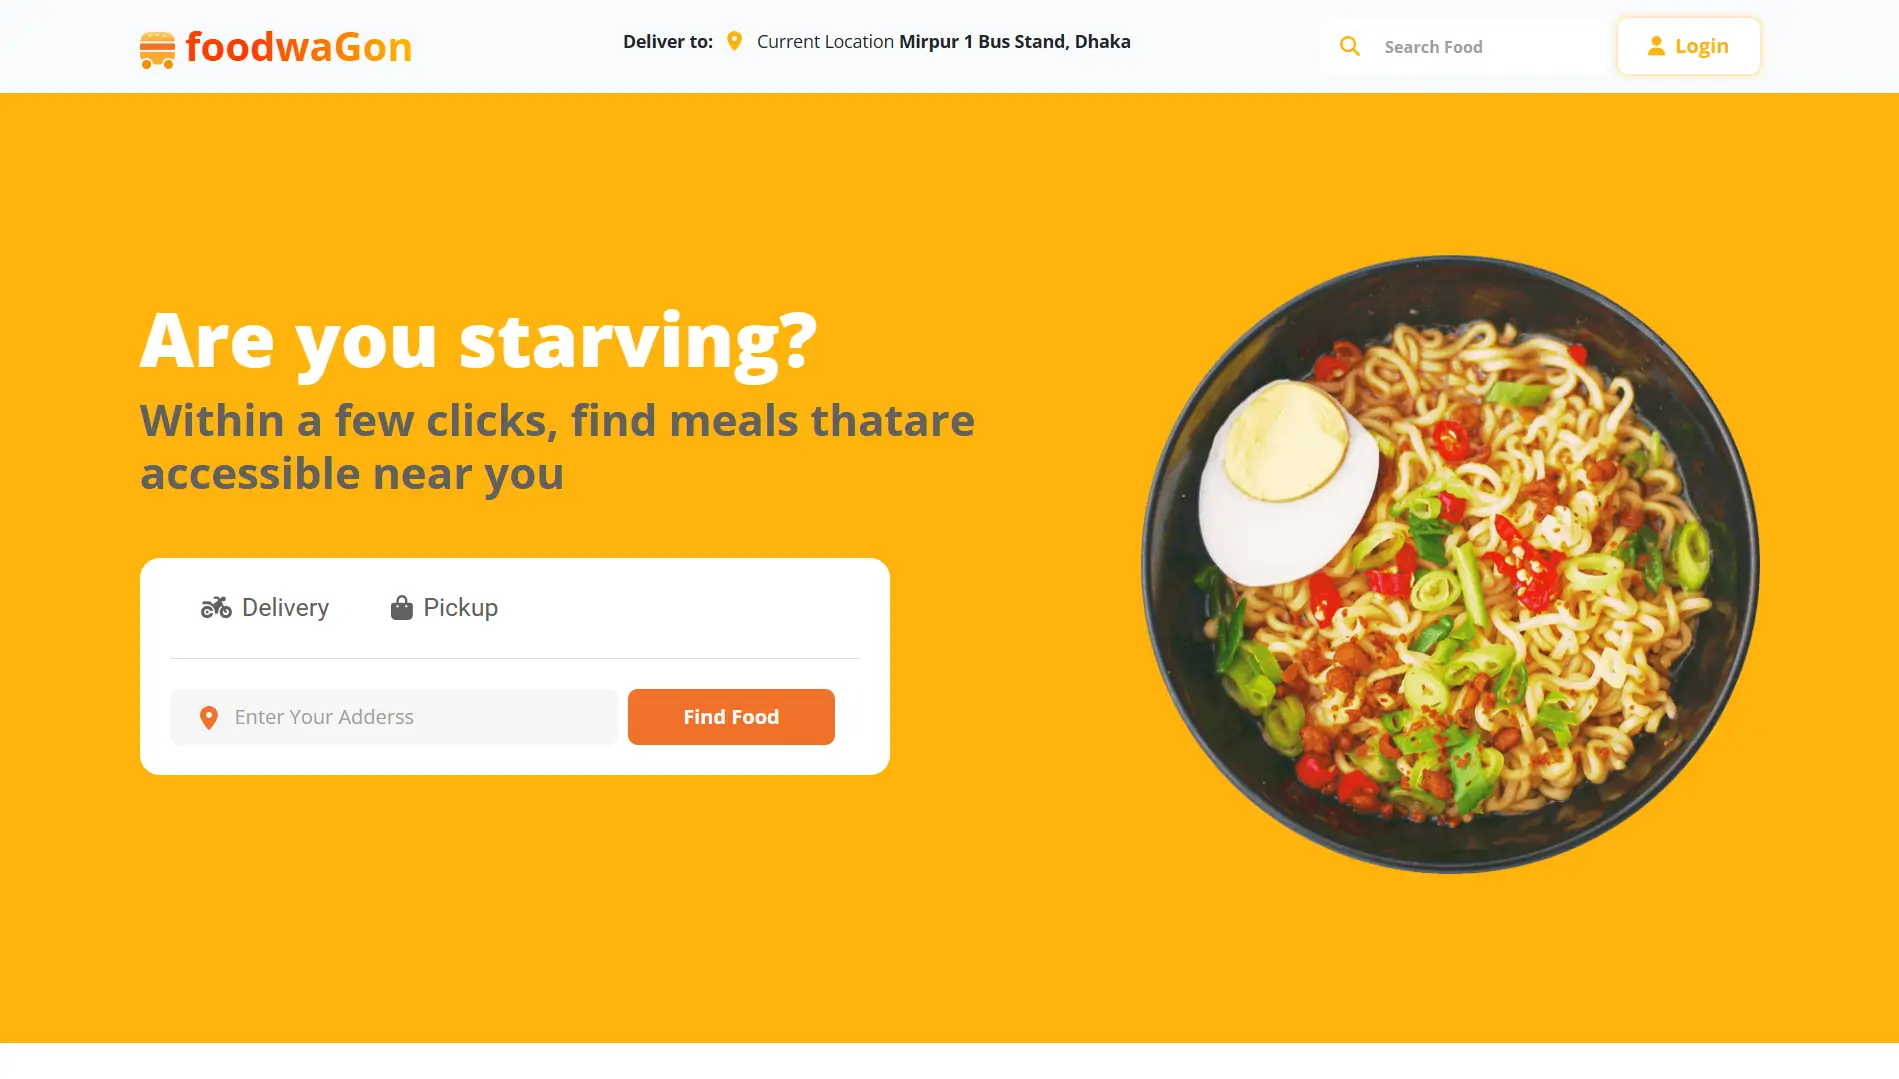 foodwaGon
Deliver to: Current Location Mirpur 1 Bus Stand, Dhaka
Search Food
Login
Are you starving?
Within a few clicks, find meals thatare
accessible near you
Delivery
Pickup
Enter Your Adderss
Find Food